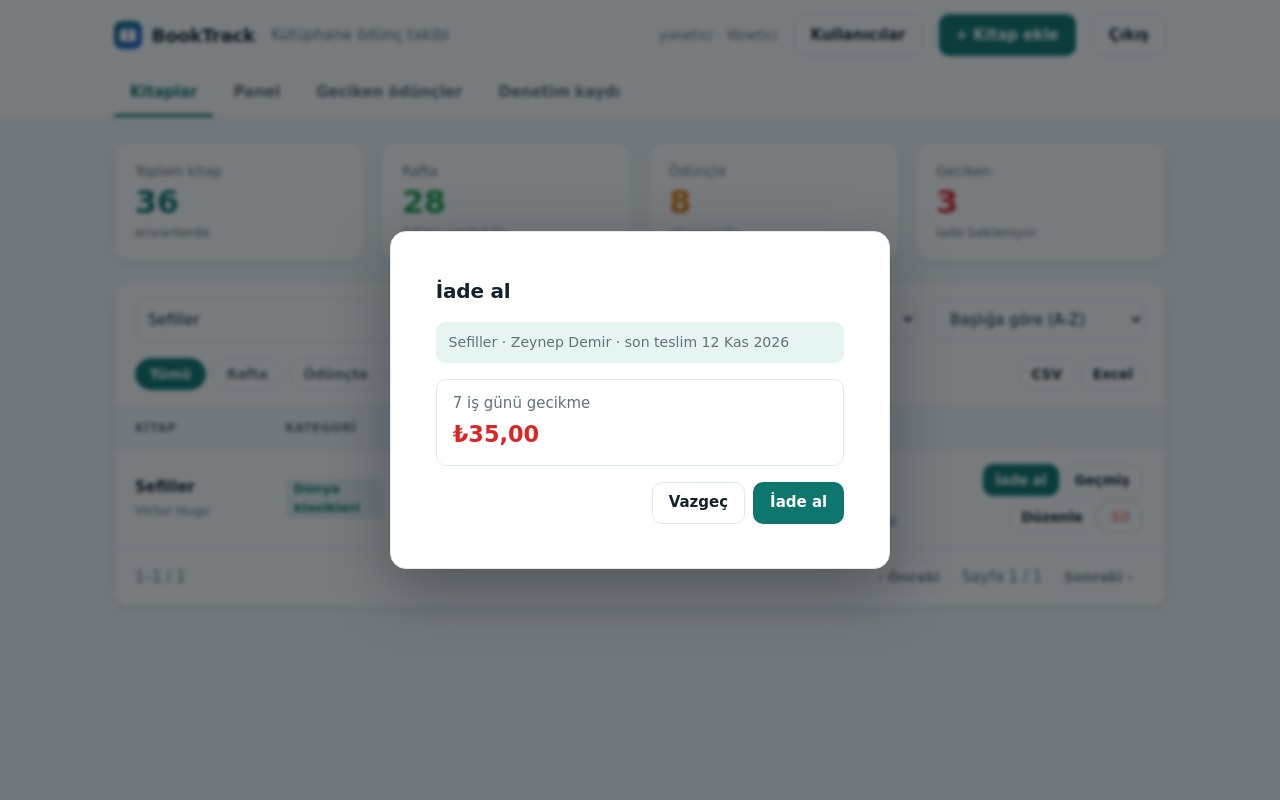 BookTrack
Kütüphane ödünç takibi
yonetici · Yönetici
Kullanıcılar
+ Kitap ekle
Çıkış
Kitaplar
Panel
Geciken ödünçler
Denetim kaydı
Toplam kitap
Rafta
Ödünçte
Geciken
36
28
8
3
envanterde
iade bekleniyor
Sefiller
Başlığa göre (A-Z)
Tümü
Rafta
Ödünçte
CSV
Excel
KİTAP
KATEGORİ
Sefiller
Victor Hugo
Dünya
klasikleri
İade al
Geçmiş
Düzenle
Sil
1–1 / 1
‹ Önceki
Sayfa 1 / 1
Sonraki ›
İade al
Sefiller · Zeynep Demir · son teslim 12 Kas 2026
7 iş günü gecikme
₺35,00
Vazgeç
İade al